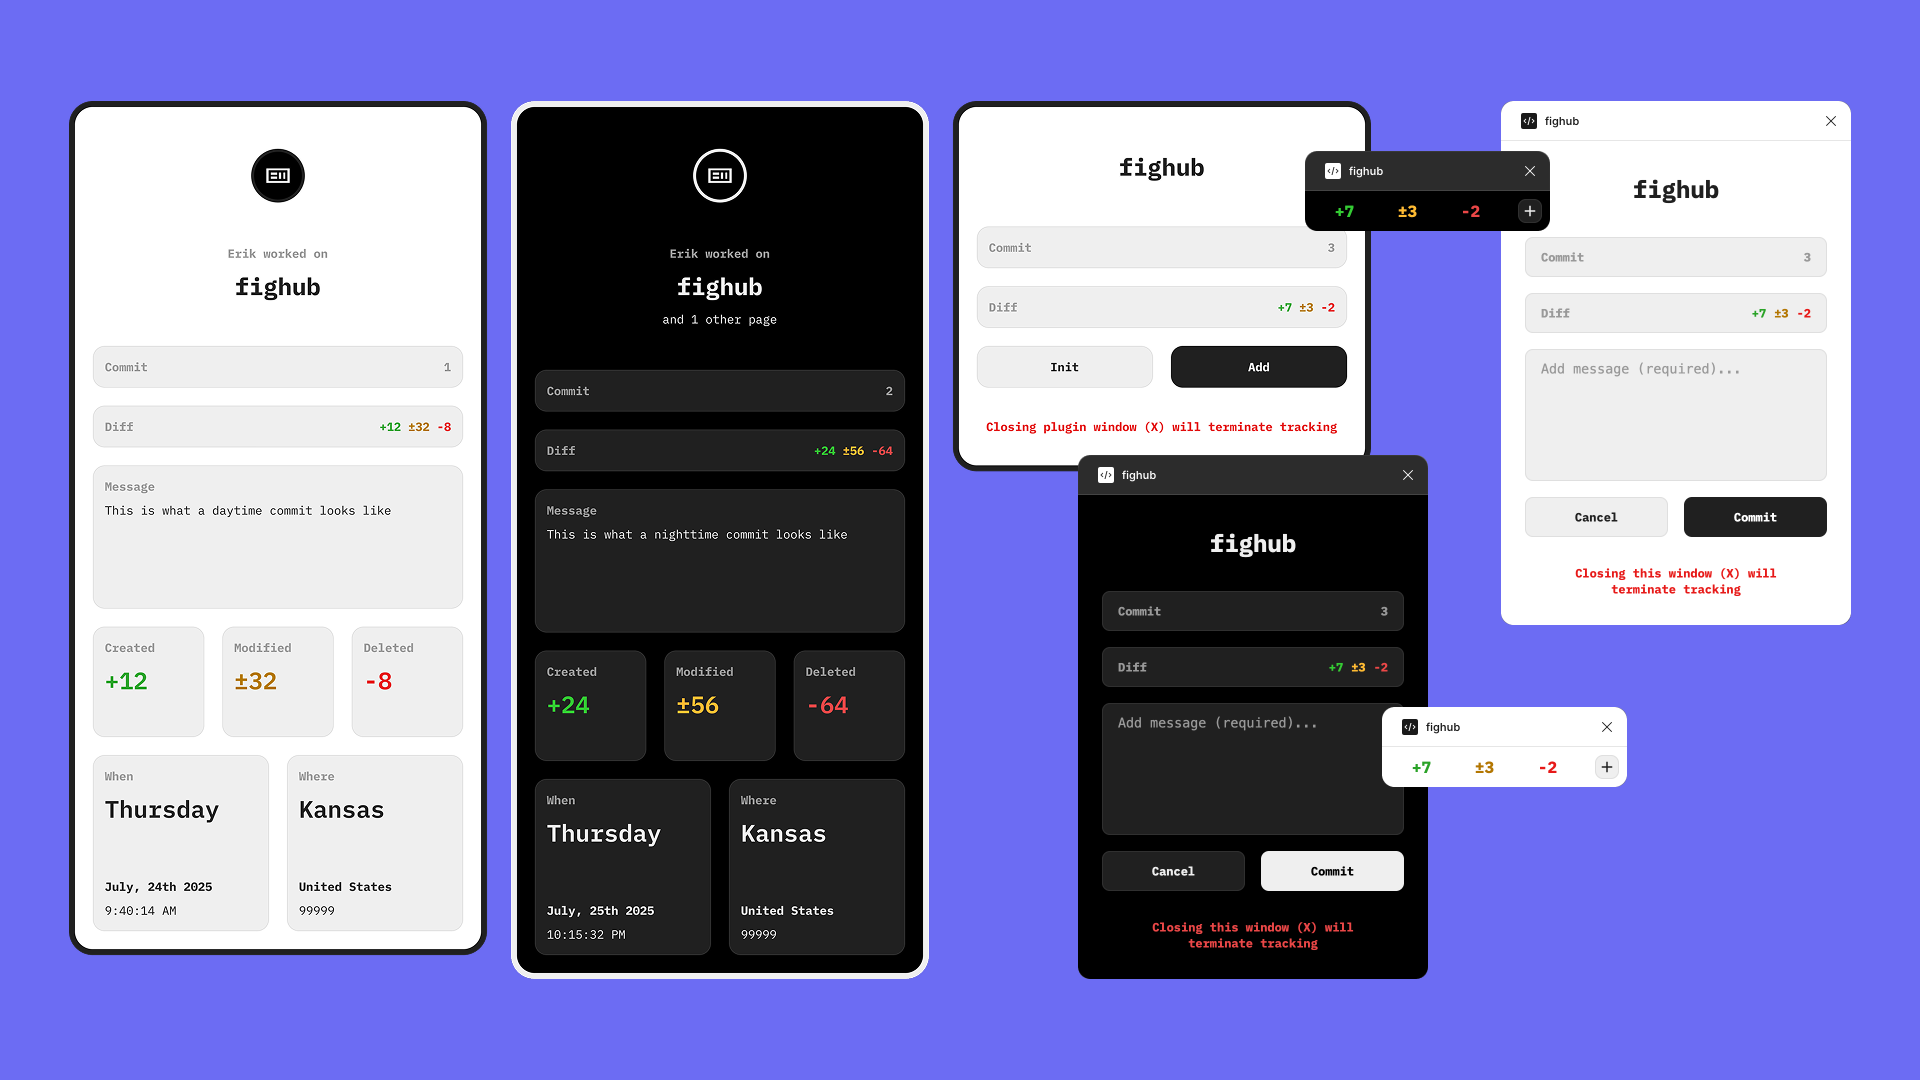 Erik worked on
fighub
Commit 1
Diff +12 ±32 -8
Message
This is what a daytime commit looks like
Created
+12
Modified
±32
Deleted
-8
When
Thursday
July, 24th 2025
9:40:14 AM
Where
Kansas
United States
99999
Erik worked on
fighub
and 1 other page
Commit 2
Diff +24 ±56 -64
Message
This is what a nighttime commit looks like
Created
+24
Modified
±56
Deleted
-64
When
Thursday
July, 25th 2025
10:15:32 PM
Where
Kansas
United States
99999
fighub
Commit 3
Diff +7 ±3 -2
Init
Add
Closing plugin window (X) will terminate tracking
fighub
+7 ±3 -2 +
fighub
fighub
Commit 3
Diff +7 ±3 -2
Add message (required)...
Cancel
Commit
Closing this window (X) will
terminate tracking
fighub
+7 ±3 -2 +
fighub
fighub
Commit 3
Diff +7 ±3 -2
Add message (required)...
Cancel
Commit
Closing this window (X) will
terminate tracking